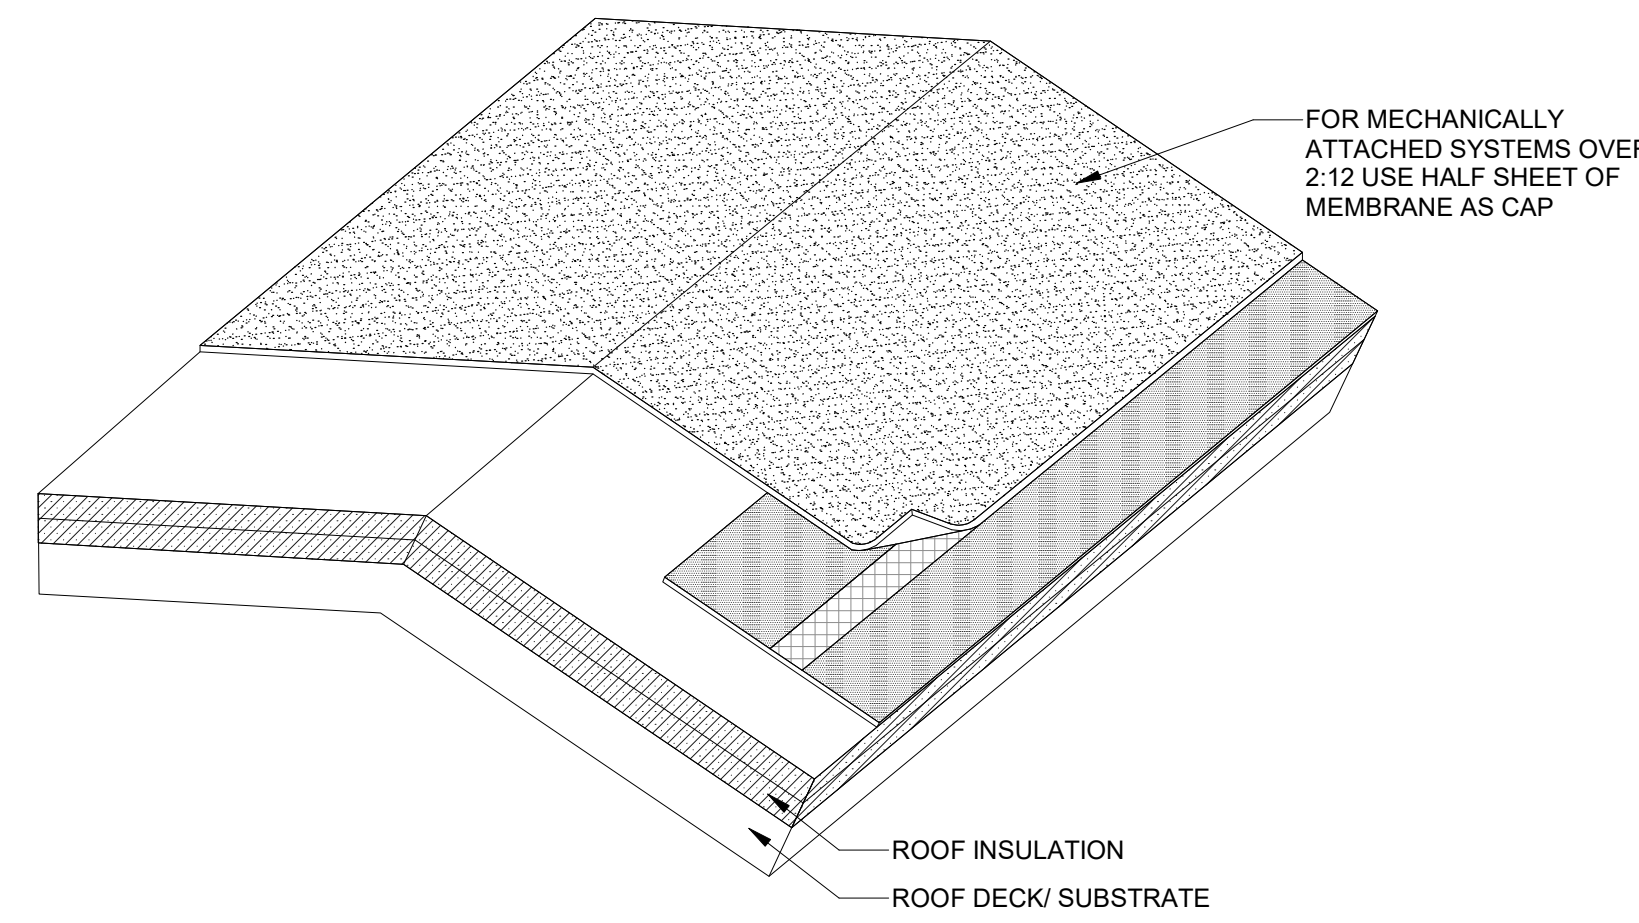 FOR MECHANICALLY
ATTACHED SYSTEMS OVER
2:12 USE HALF SHEET OF
MEMBRANE AS CAP
ROOF INSULATION
ROOF DECK/ SUBSTRATE